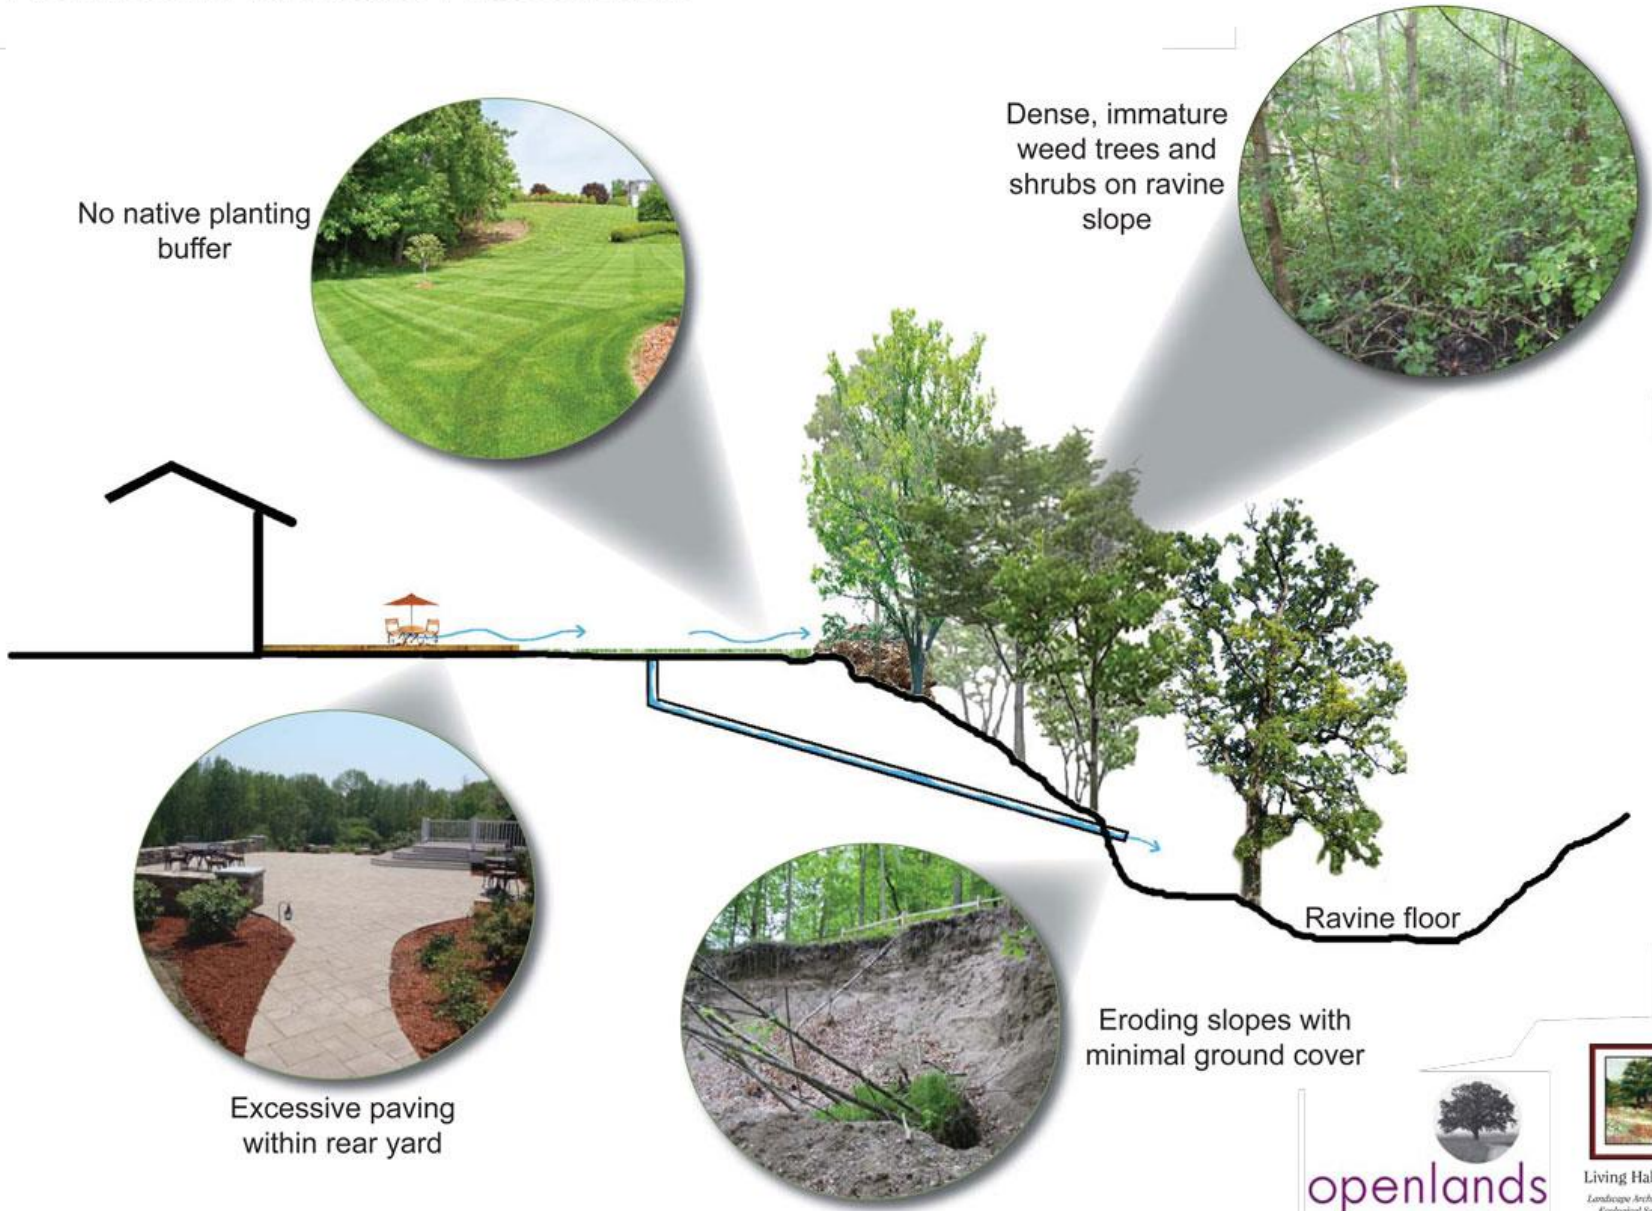 No native planting
buffer
Dense, immature
weed trees and
shrubs on ravine
slope
Ravine floor
Excessive paving
within rear yard
Eroding slopes with
minimal ground cover
openlands
Living